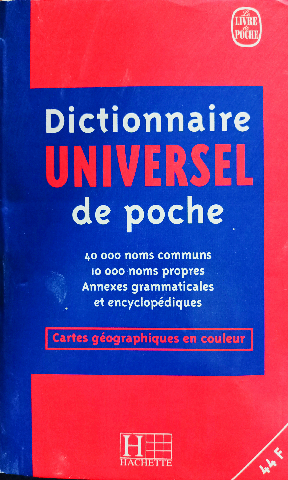 Le
LIVRE
de
POCHE
Dictionnaire
UNIVERSEL
de poche
40 000 noms communs
10 000 noms propres
Annexes grammaticales
et encyclopédiques
Cartes géographiques en couleur
H
HACHETTE
44 F